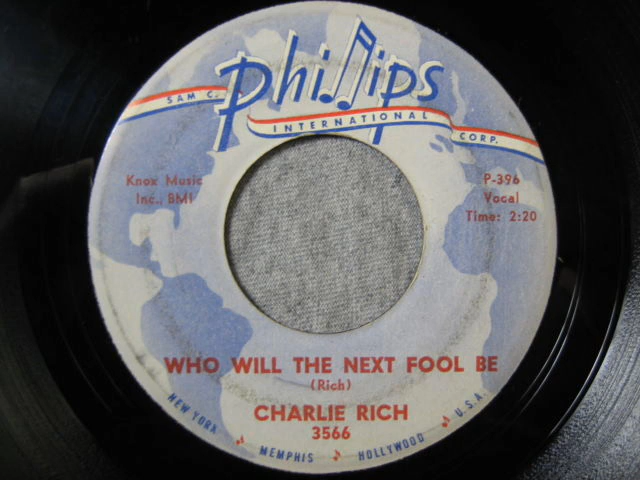 SAM C. Phillips
INTERNATIONAL CORP.
Knox Music
Inc., BMI
P-396
Vocal
Time: 2:20
WHO WILL THE NEXT FOOL BE
(Rich)
CHARLIE RICH
3566
NEW YORK ♪ MEMPHIS ♪ HOLLYWOOD ♪ U.S.A.